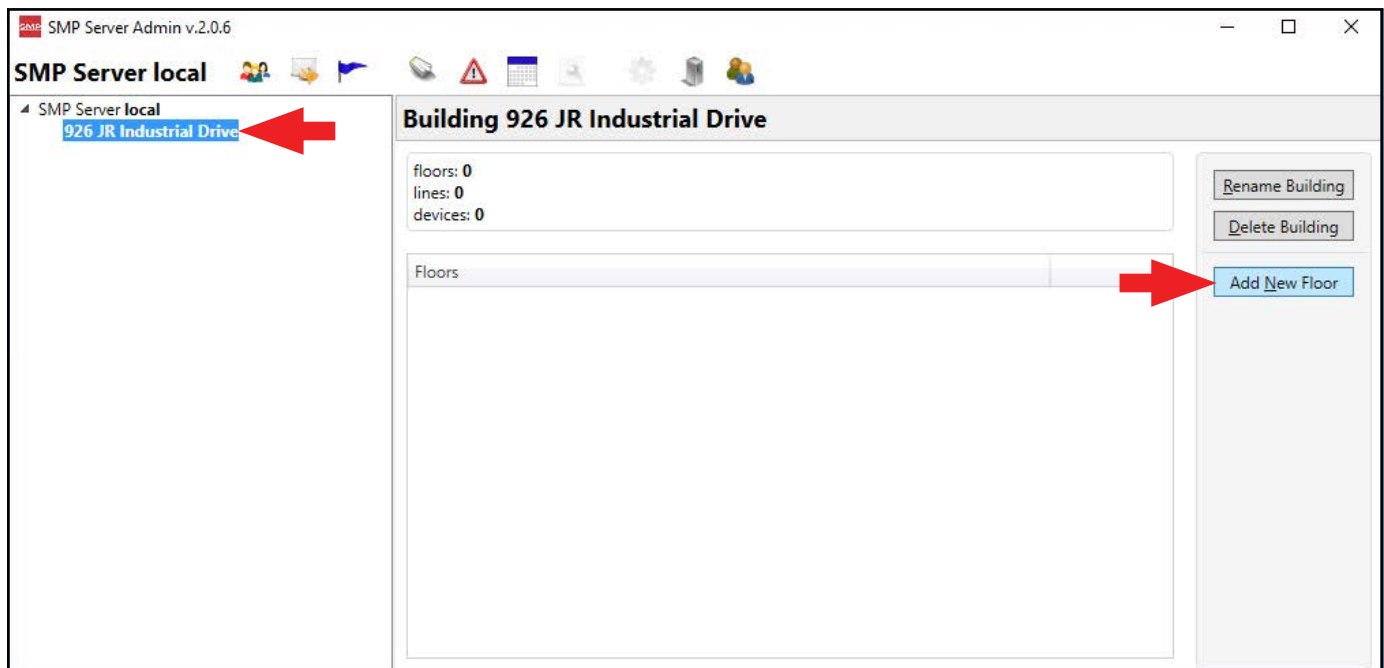 SMP SMP Server Admin v.2.0.6
SMP Server local
SMP Server local
926 JR Industrial Drive
Building 926 JR Industrial Drive
floors: 0
lines: 0
devices: 0
Rename Building
Delete Building
Floors
Add New Floor